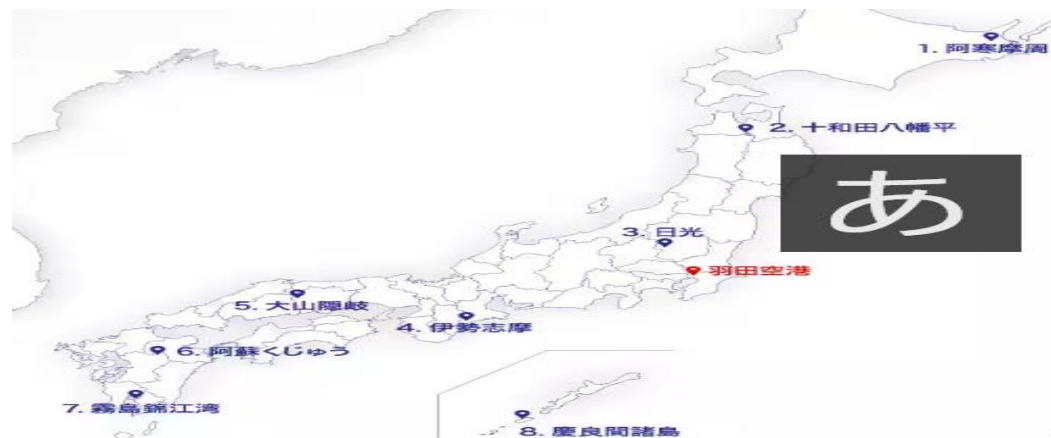 1. 阿寒摩周
2. 十和田八幡平
あ
3. 日光
羽田空港
5. 大山隠岐
4. 伊勢志摩
6. 阿蘇くじゅう
7. 霧島錦江湾
8. 慶良間諸島